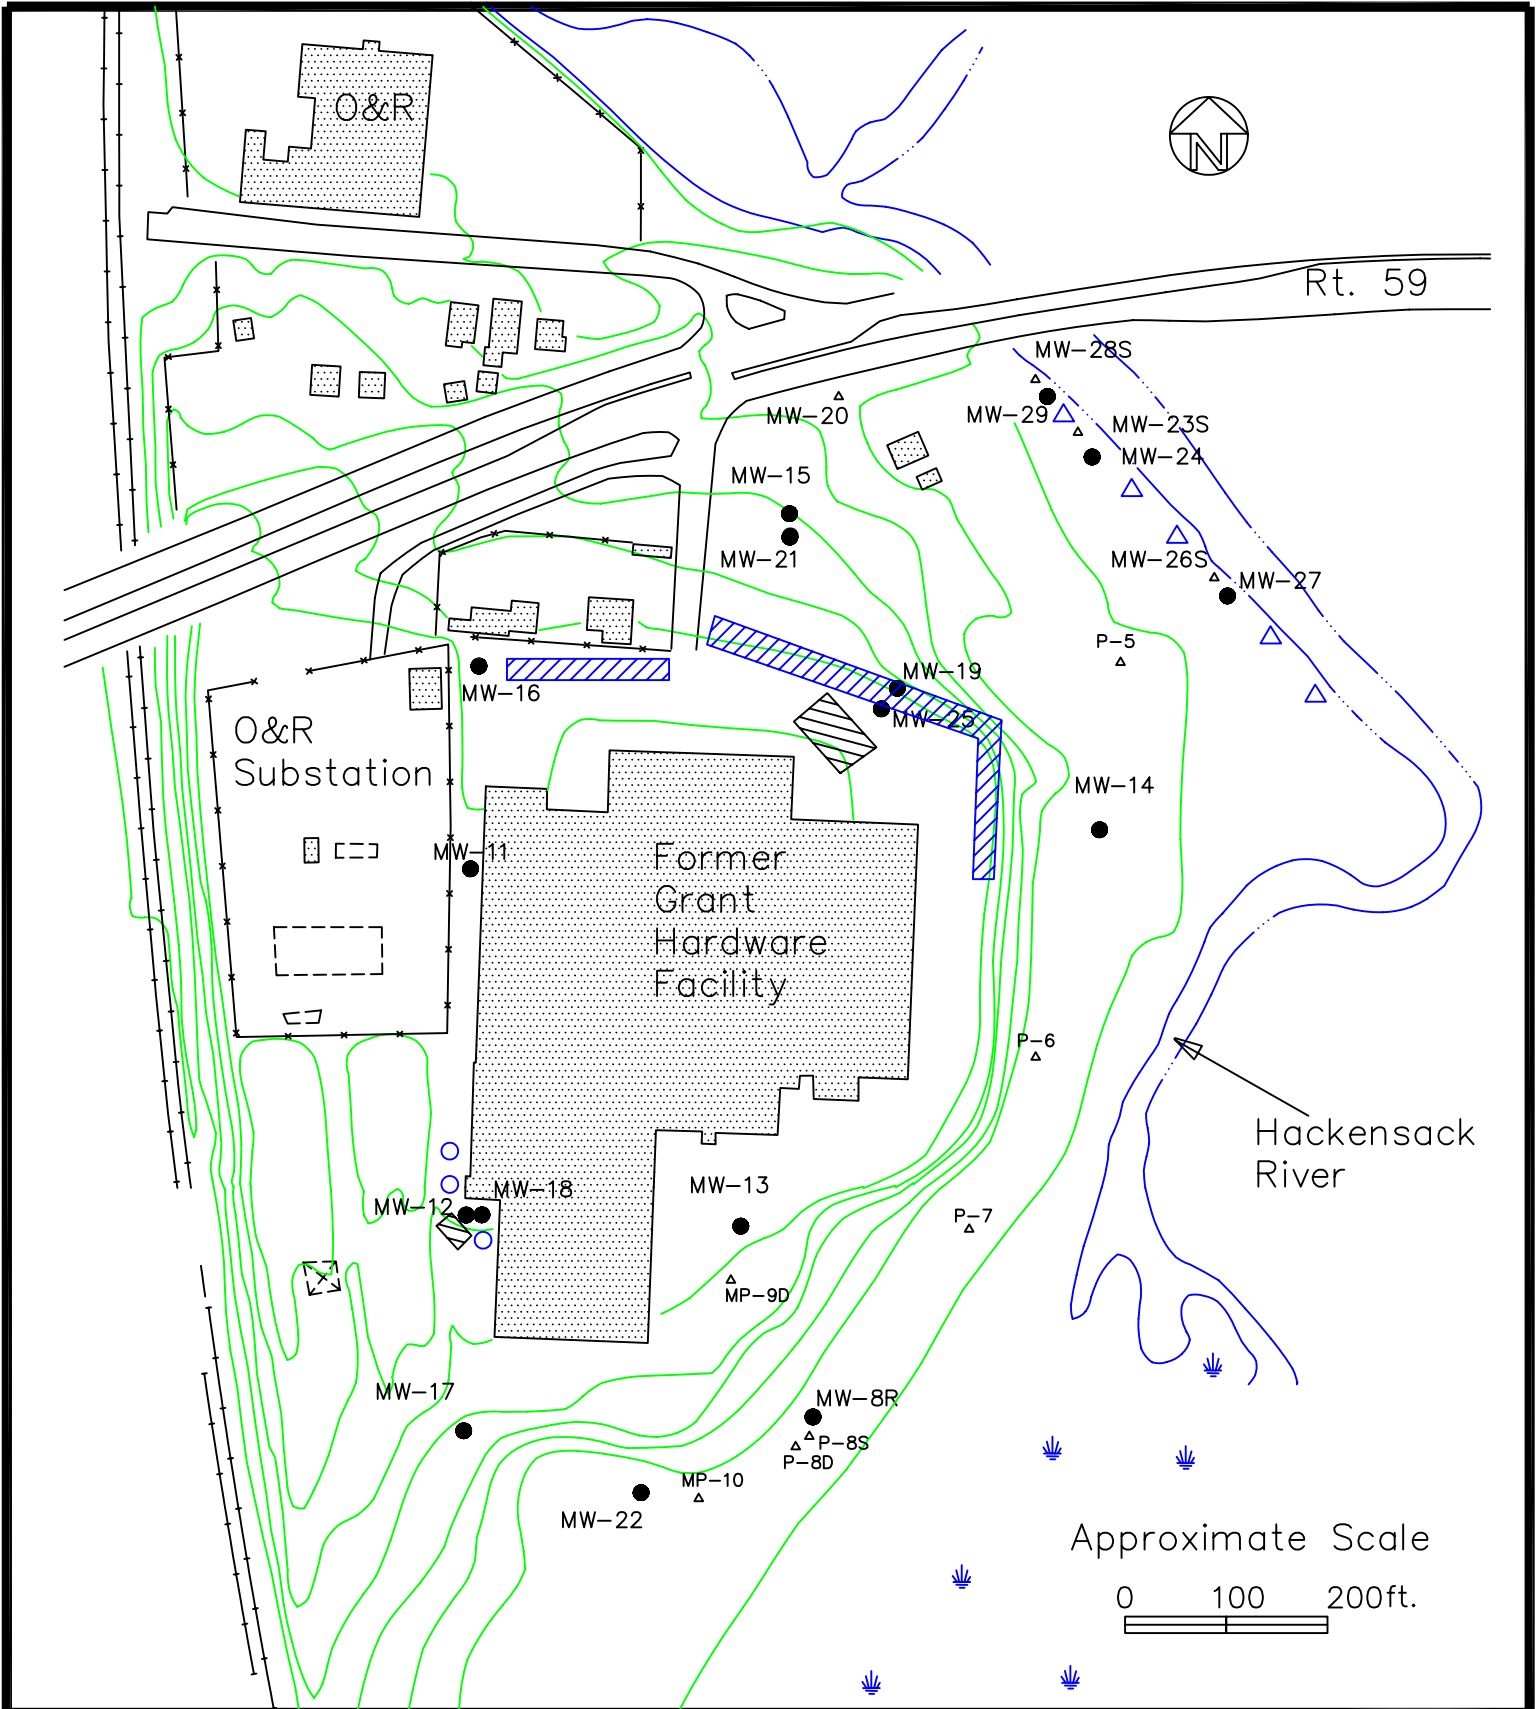 O&R
N
Rt. 59
MW-28S
MW-20
MW-29
MW-23S
MW-24
MW-15
MW-21
MW-26S
MW-27
P-5
MW-19
MW-16
MW-25
O&R
Substation
MW-14
MW-11
Former
Grant
Hardware
Facility
P-6
Hackensack
River
MW-13
MW-18
MW-12
P-7
MP-9D
MW-17
MW-8R
P-8S
P-8D
MP-10
MW-22
Approximate Scale
0 100 200ft.